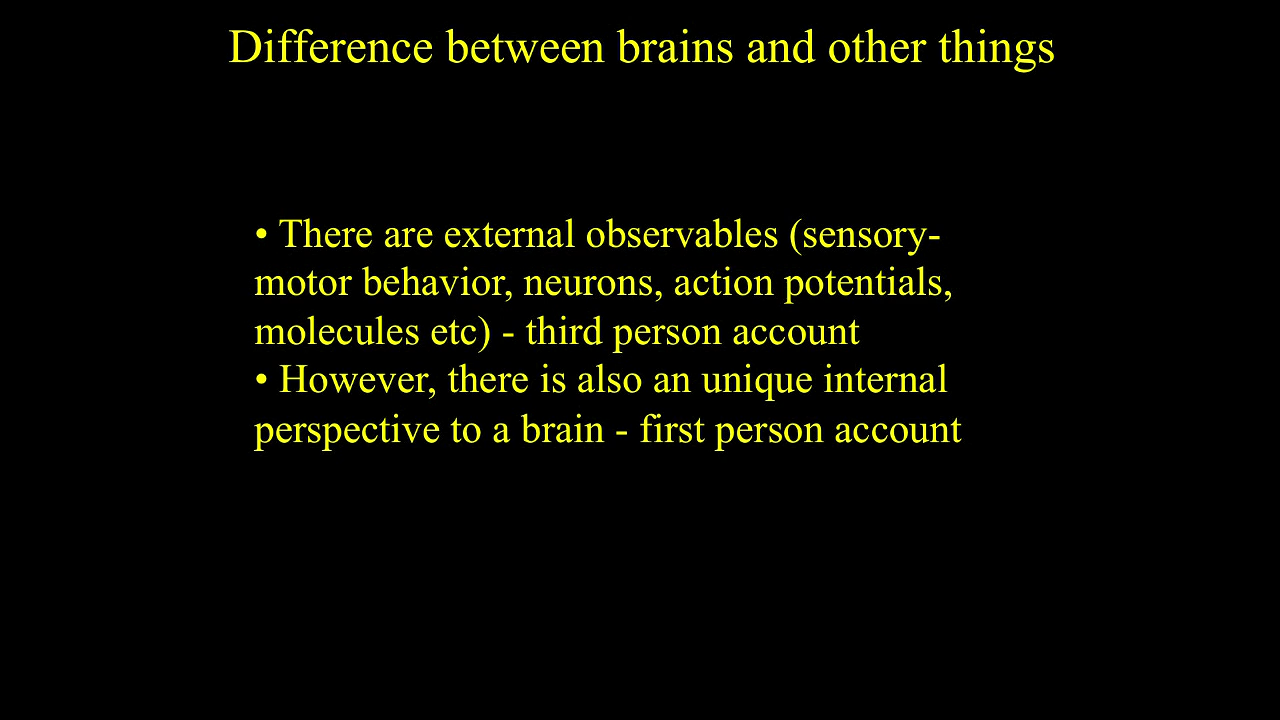 Difference between brains and other things
• There are external observables (sensory-
motor behavior, neurons, action potentials,
molecules etc) - third person account
• However, there is also an unique internal
perspective to a brain - first person account